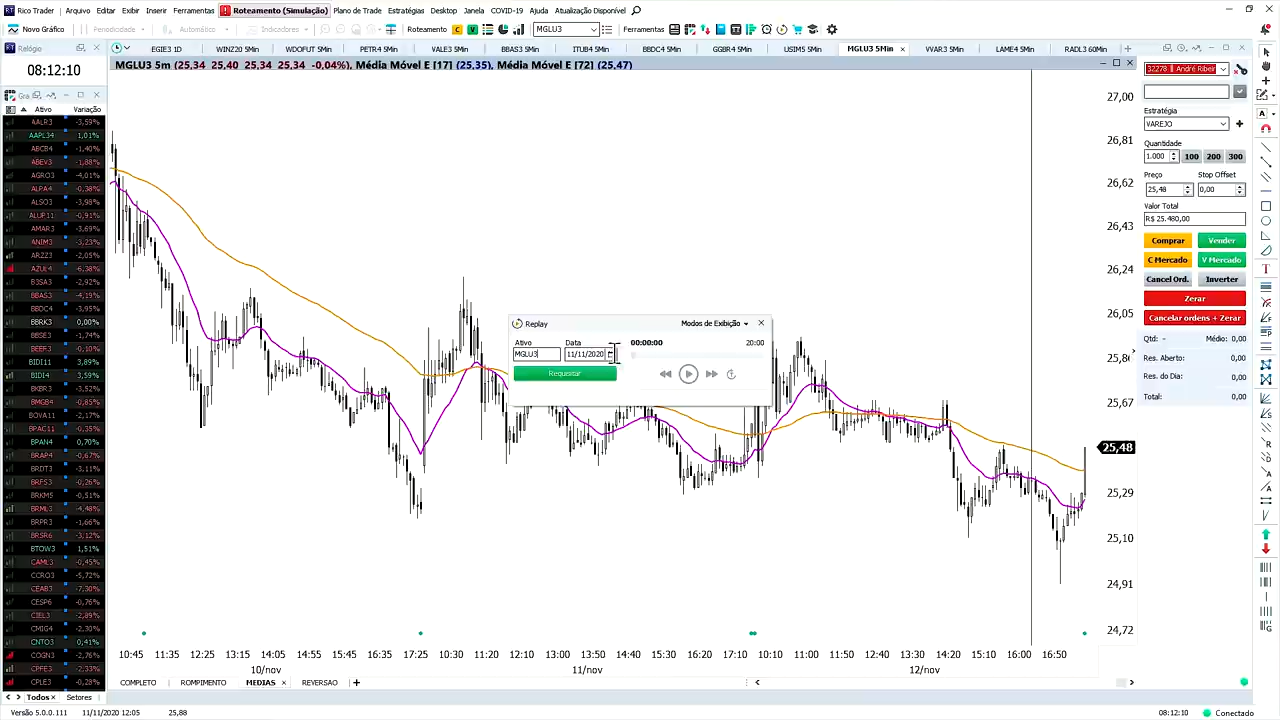 Rico Trader Arquivo Editar Exibir Inserir Ferramentas Roteamento (Simulação) Plano de Trade Estratégias Desktop Janela COVID-19 Ajuda Atualização Disponível
Novo Gráfico Periodicidade Automático Indicadores Roteamento C V MGLU3 Ferramentas
Relógio EGIE3 1D WINZ20 5Min WDOFUT 5Min PETR4 5Min VALE3 5Min BBAS3 5Min ITUB4 5Min BBDC4 5Min GGBR4 5Min USIM5 5Min MGLU3 5Min VVAR3 5Min LAME4 5Min RADL3 60Min
MGLU3 5m (25,34 25,40 25,34 25,34 -0,04%), Média Móvel E [17] (25,35), Média Móvel E [72] (25,47)
08:12:10
Ativo Variação
AALR3 -3,59%
AAPL34 1,01%
ABCB4 -1,40%
ABEV3 -1,88%
AGRO3 -4,01%
ALPA4 -0,38%
ALSO3 -3,98%
ALUP11 -0,91%
AMAR3 -3,69%
ANIM3 -3,23%
ARZZ3 -2,05%
AZUL4 -6,38%
B3SA3 -2,92%
BBAS3 -4,19%
BBDC4 -3,95%
BBRK3 0,00%
BBSE3 -1,74%
BEEF3 -0,10%
BIDI11 3,89%
BIDI4 3,59%
BKBR3 -3,52%
BMGB4 -0,85%
BOVA11 -2,17%
BPAC11 -0,35%
BPAN4 0,70%
BRAP4 -0,67%
BRDT3 -3,11%
BRFS3 -0,26%
BRKM5 -0,51%
BRML3 -4,48%
BRPR3 -1,66%
BRSR6 -3,12%
BTOW3 1,51%
CAML3 -0,45%
CCRO3 -5,72%
CEAB3 -7,30%
CESP6 -0,76%
CIEL3 -2,89%
CMIG4 -2,30%
CNTO3 0,41%
COGN3 -2,76%
CPFE3 -2,33%
CPLE3 -0,28%
Todos Setores
Replay Modos de Exibição
Ativo Data 00:00:00 20:00
MGLU3 11/11/2020
Requisitar
27,00
26,81
26,62
26,43
26,24
26,05
25,86
25,67
25,48
25,29
25,10
24,91
24,72
10:45 11:35 12:25 13:15 14:05 14:55 15:45 16:35 17:25 10:30 11:20 13:00 13:50 14:40 15:30 16:20 10:00 10:50 11:40 12:40 13:30 14:20 15:10 16:00 16:50
10/nov 11/nov 12/nov
COMPLETO ROMPIMENTO MEDIAS REVERSAO
32278
Estratégia
VAREJO
Quantidade
1.000 100 200 300
Preço Stop Offset
25,48 0,00
Valor Total
R$ 25.480,00
Comprar Vender
C Mercado V Mercado
Cancel Ord. Inverter
Zerar
Cancelar ordens + Zerar
Qtd: - Médio: 0,00
Res. Aberto: 0,00
Res. do Dia: 0,00
Total: 0,00
Versão 5.0.0.111 11/11/2020 12:05 25,88 08:12:10 Conectado